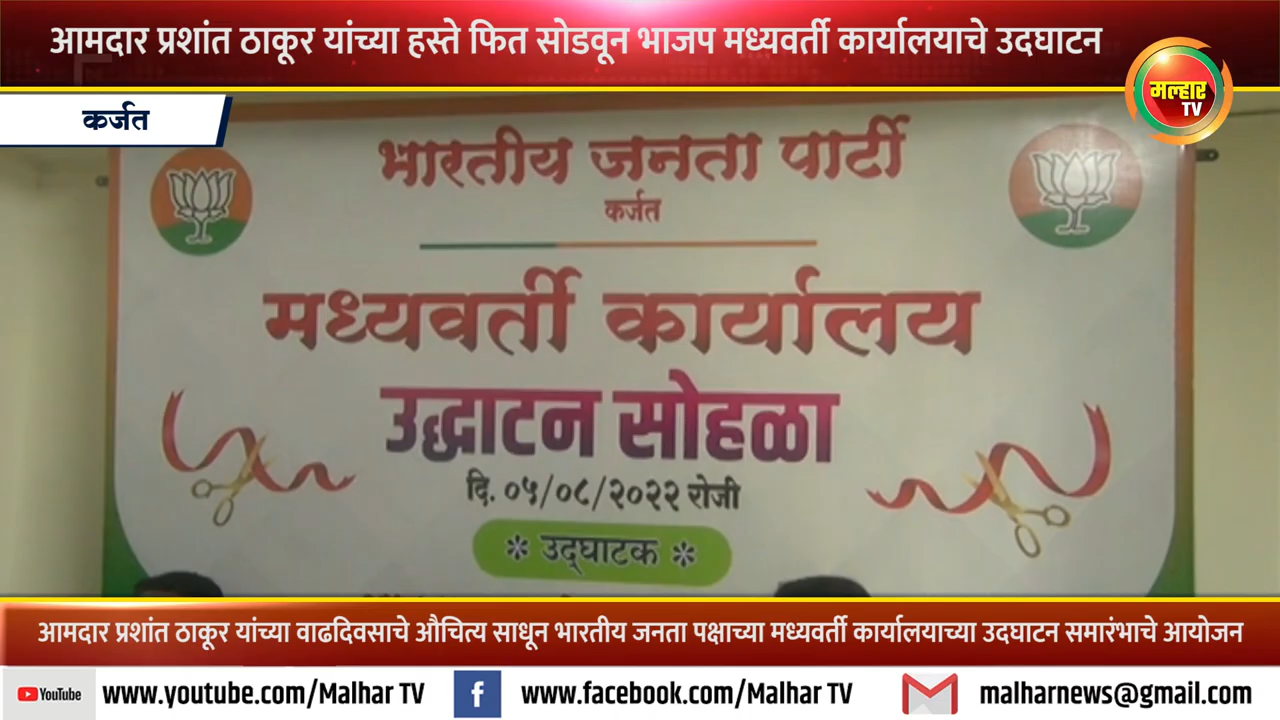 आमदार प्रशांत ठाकूर यांच्या हस्ते फित सोडवून भाजप मध्यवर्ती कार्यालयाचे उदघाटन
मल्हार
TV
कर्जत
भारतीय जनता पार्टी
कर्जत
मध्यवर्ती कार्यालय
उद्घाटन सोहळा
दि. ०५/०८/२०२२ रोजी
* उद्‌घाटक *
आमदार प्रशांत ठाकूर यांच्या वाढदिवसाचे औचित्य साधून भारतीय जनता पक्षाच्या मध्यवर्ती कार्यालयाच्या उदघाटन समारंभाचे आयोजन
YouTube www.youtube.com/Malhar TV www.facebook.com/Malhar TV malharnews@gmail.com